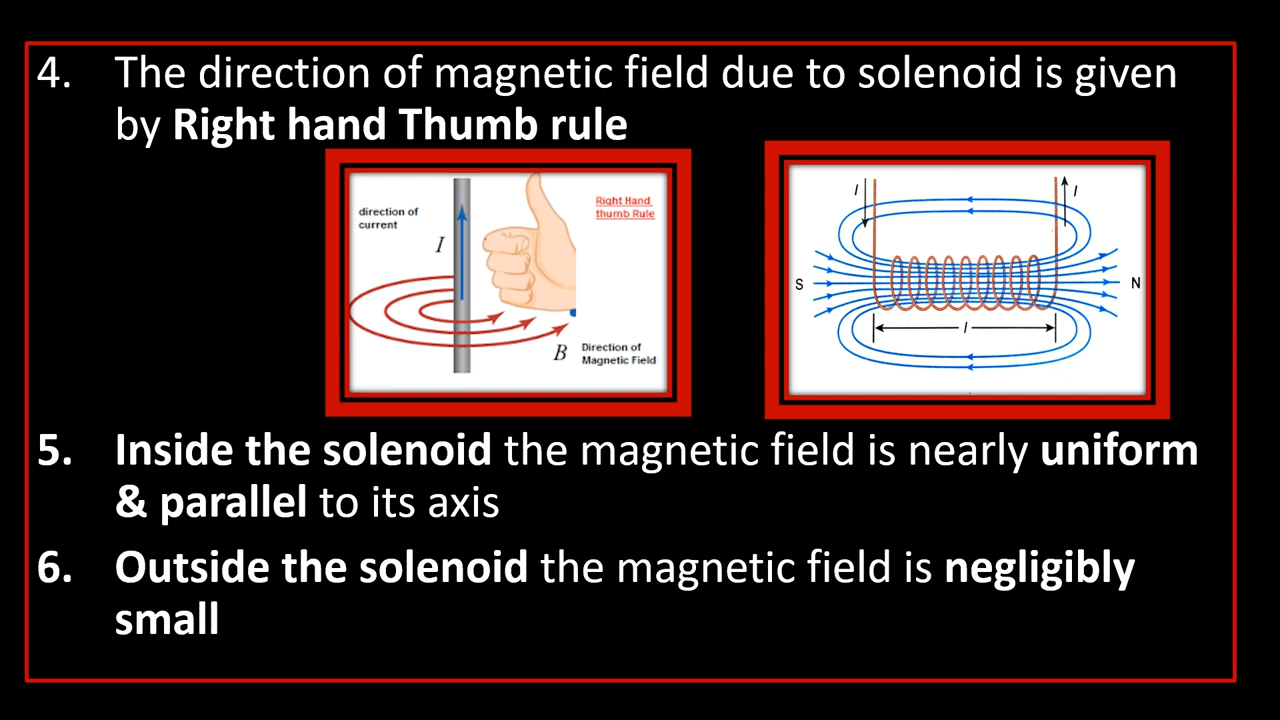 4. The direction of magnetic field due to solenoid is given
by Right hand Thumb rule
direction of
current
I
Right Hand
thumb Rule
B
Direction of
Magnetic Field
I
I
S
N
l
5. Inside the solenoid the magnetic field is nearly uniform
& parallel to its axis
6. Outside the solenoid the magnetic field is negligibly
small